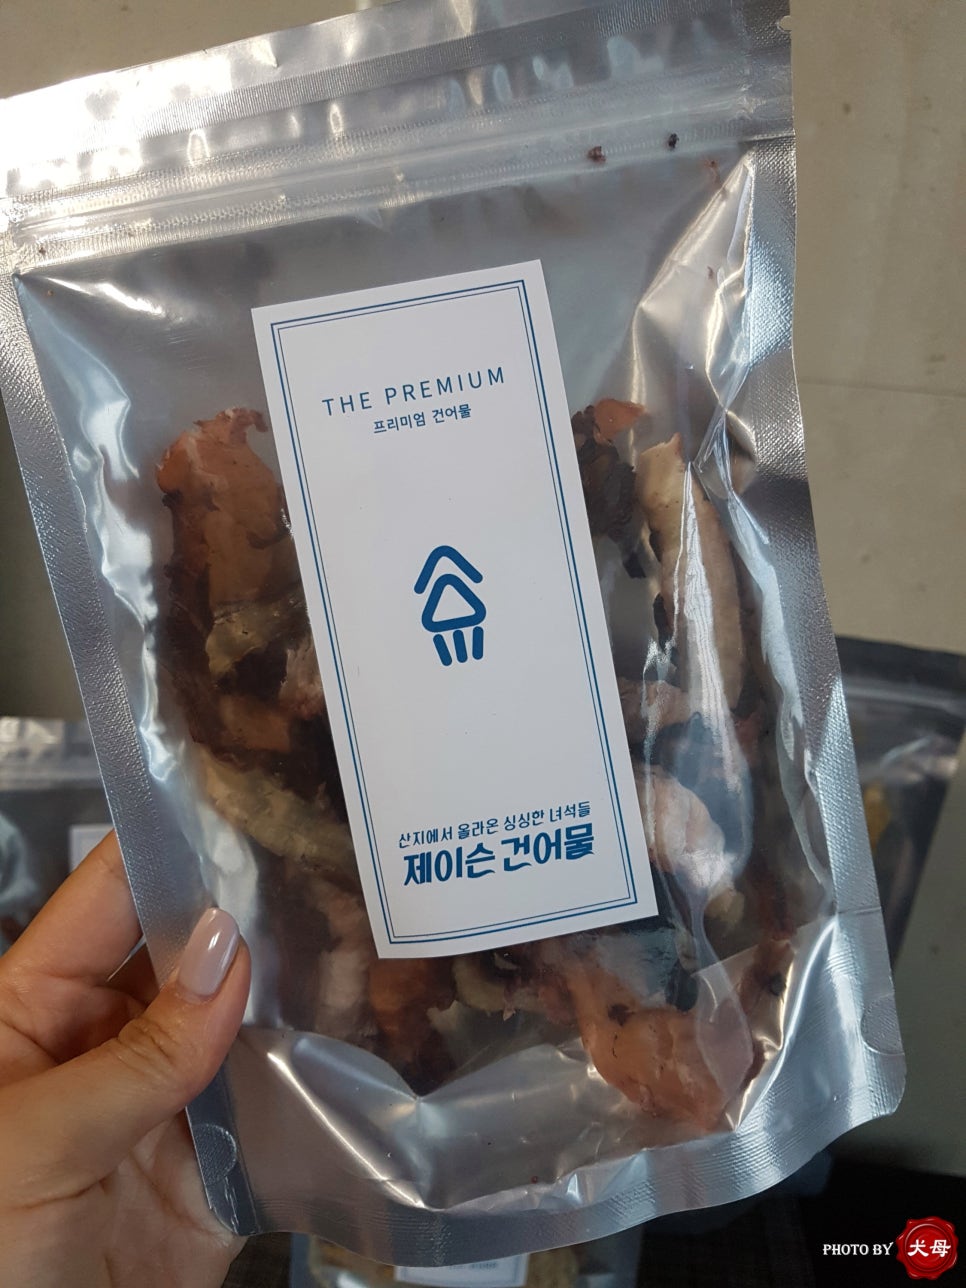 THE PREMIUM
프리미엄 건어물
산지에서 올라온 싱싱한 녀석들
제이슨 건어물
PHOTO BY 犬母